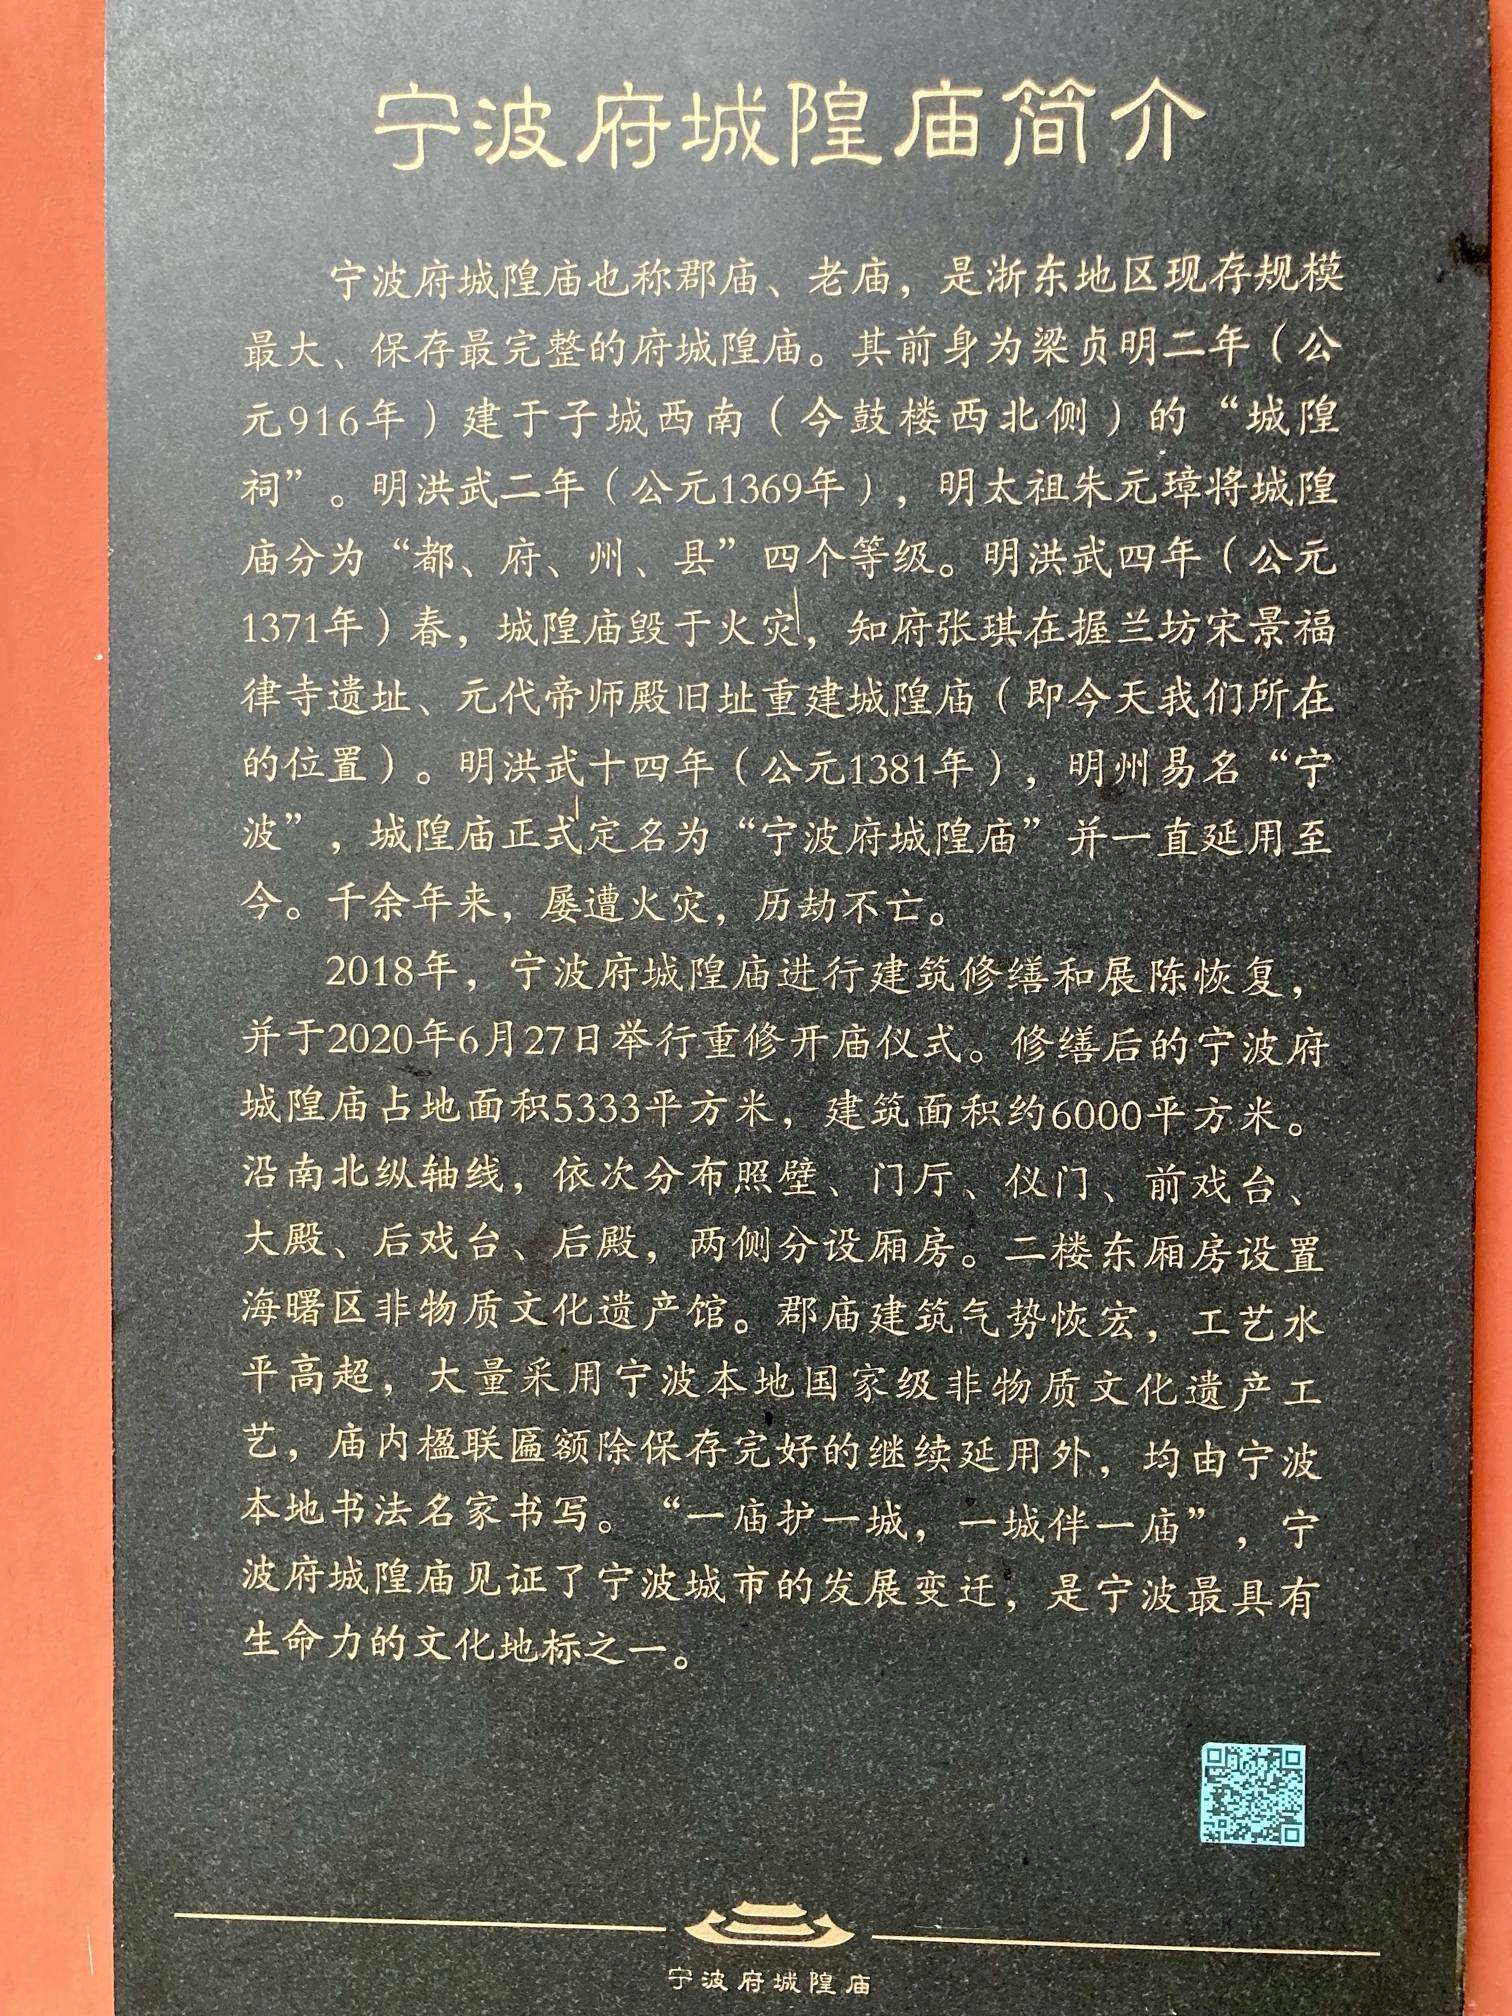 宁波府城隍庙简介
宁波府城隍庙也称郡庙、老庙，是浙东地区现存规模
最大、保存最完整的府城隍庙。其前身为梁贞明二年（公
元916年）建于子城西南（今鼓楼西北侧）的“城隍
祠”。明洪武二年（公元1369年），明太祖朱元璋将城隍
庙分为“都、府、州、县”四个等级。明洪武四年（公元
1371年）春，城隍庙毁于火灾，知府张琪在握兰坊宋景福
律寺遗址、元代帝师殿旧址重建城隍庙（即今天我们所在
的位置）。明洪武十四年（公元1381年），明州易名“宁
波”，城隍庙正式定名为“宁波府城隍庙”并一直延用至
今。千余年来，屡遭火灾，历劫不亡。
2018年，宁波府城隍庙进行建筑修缮和展陈恢复，
并于2020年6月27日举行重修开庙仪式。修缮后的宁波府
城隍庙占地面积5333平方米，建筑面积约6000平方米。
沿南北纵轴线，依次分布照壁、门厅、仪门、前戏台、
大殿、后戏台、后殿，两侧分设厢房。二楼东厢房设置
海曙区非物质文化遗产馆。郡庙建筑气势恢宏，工艺水
平高超，大量采用宁波本地国家级非物质文化遗产工
艺，庙内楹联匾额除保存完好的继续延用外，均由宁波
本地书法名家书写。“一庙护一城，一城伴一庙”，宁
波府城隍庙见证了宁波城市的发展变迁，是宁波最具有
生命力的文化地标之一。
宁波府城隍庙